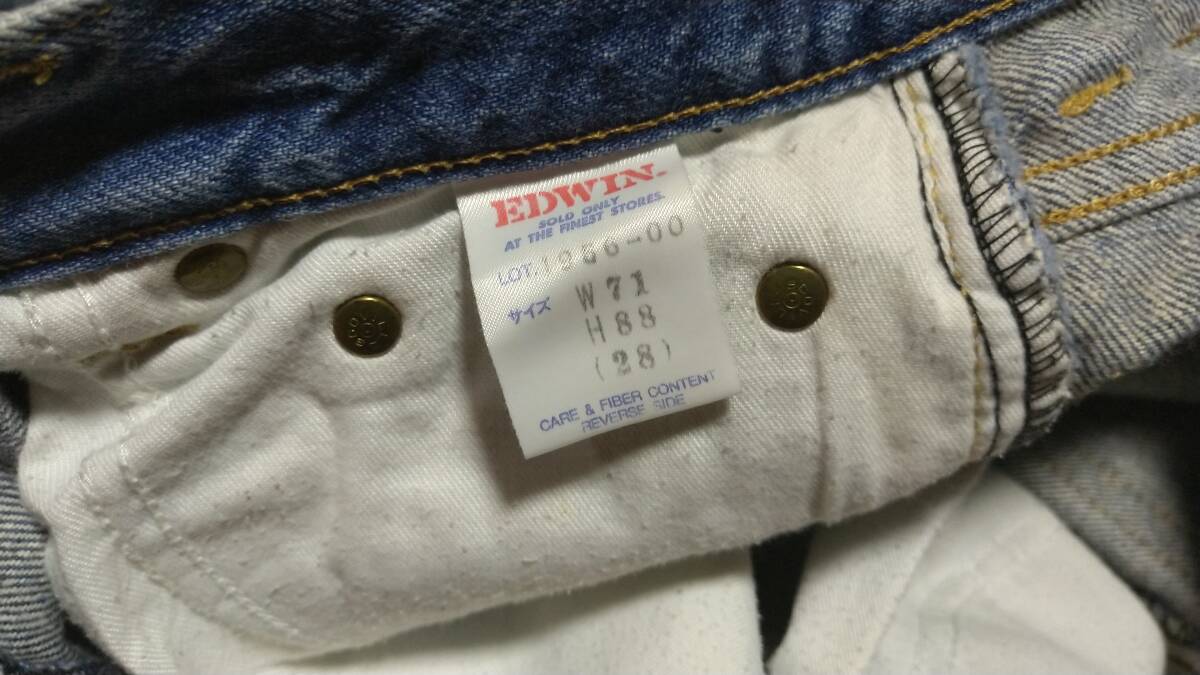 EDWIN.
SOLD ONLY
AT THE FINEST STORES.
LOT. 1966-00
サイズ W71
H88
(28)
CARE & FIBER CONTENT
REVERSE SIDE